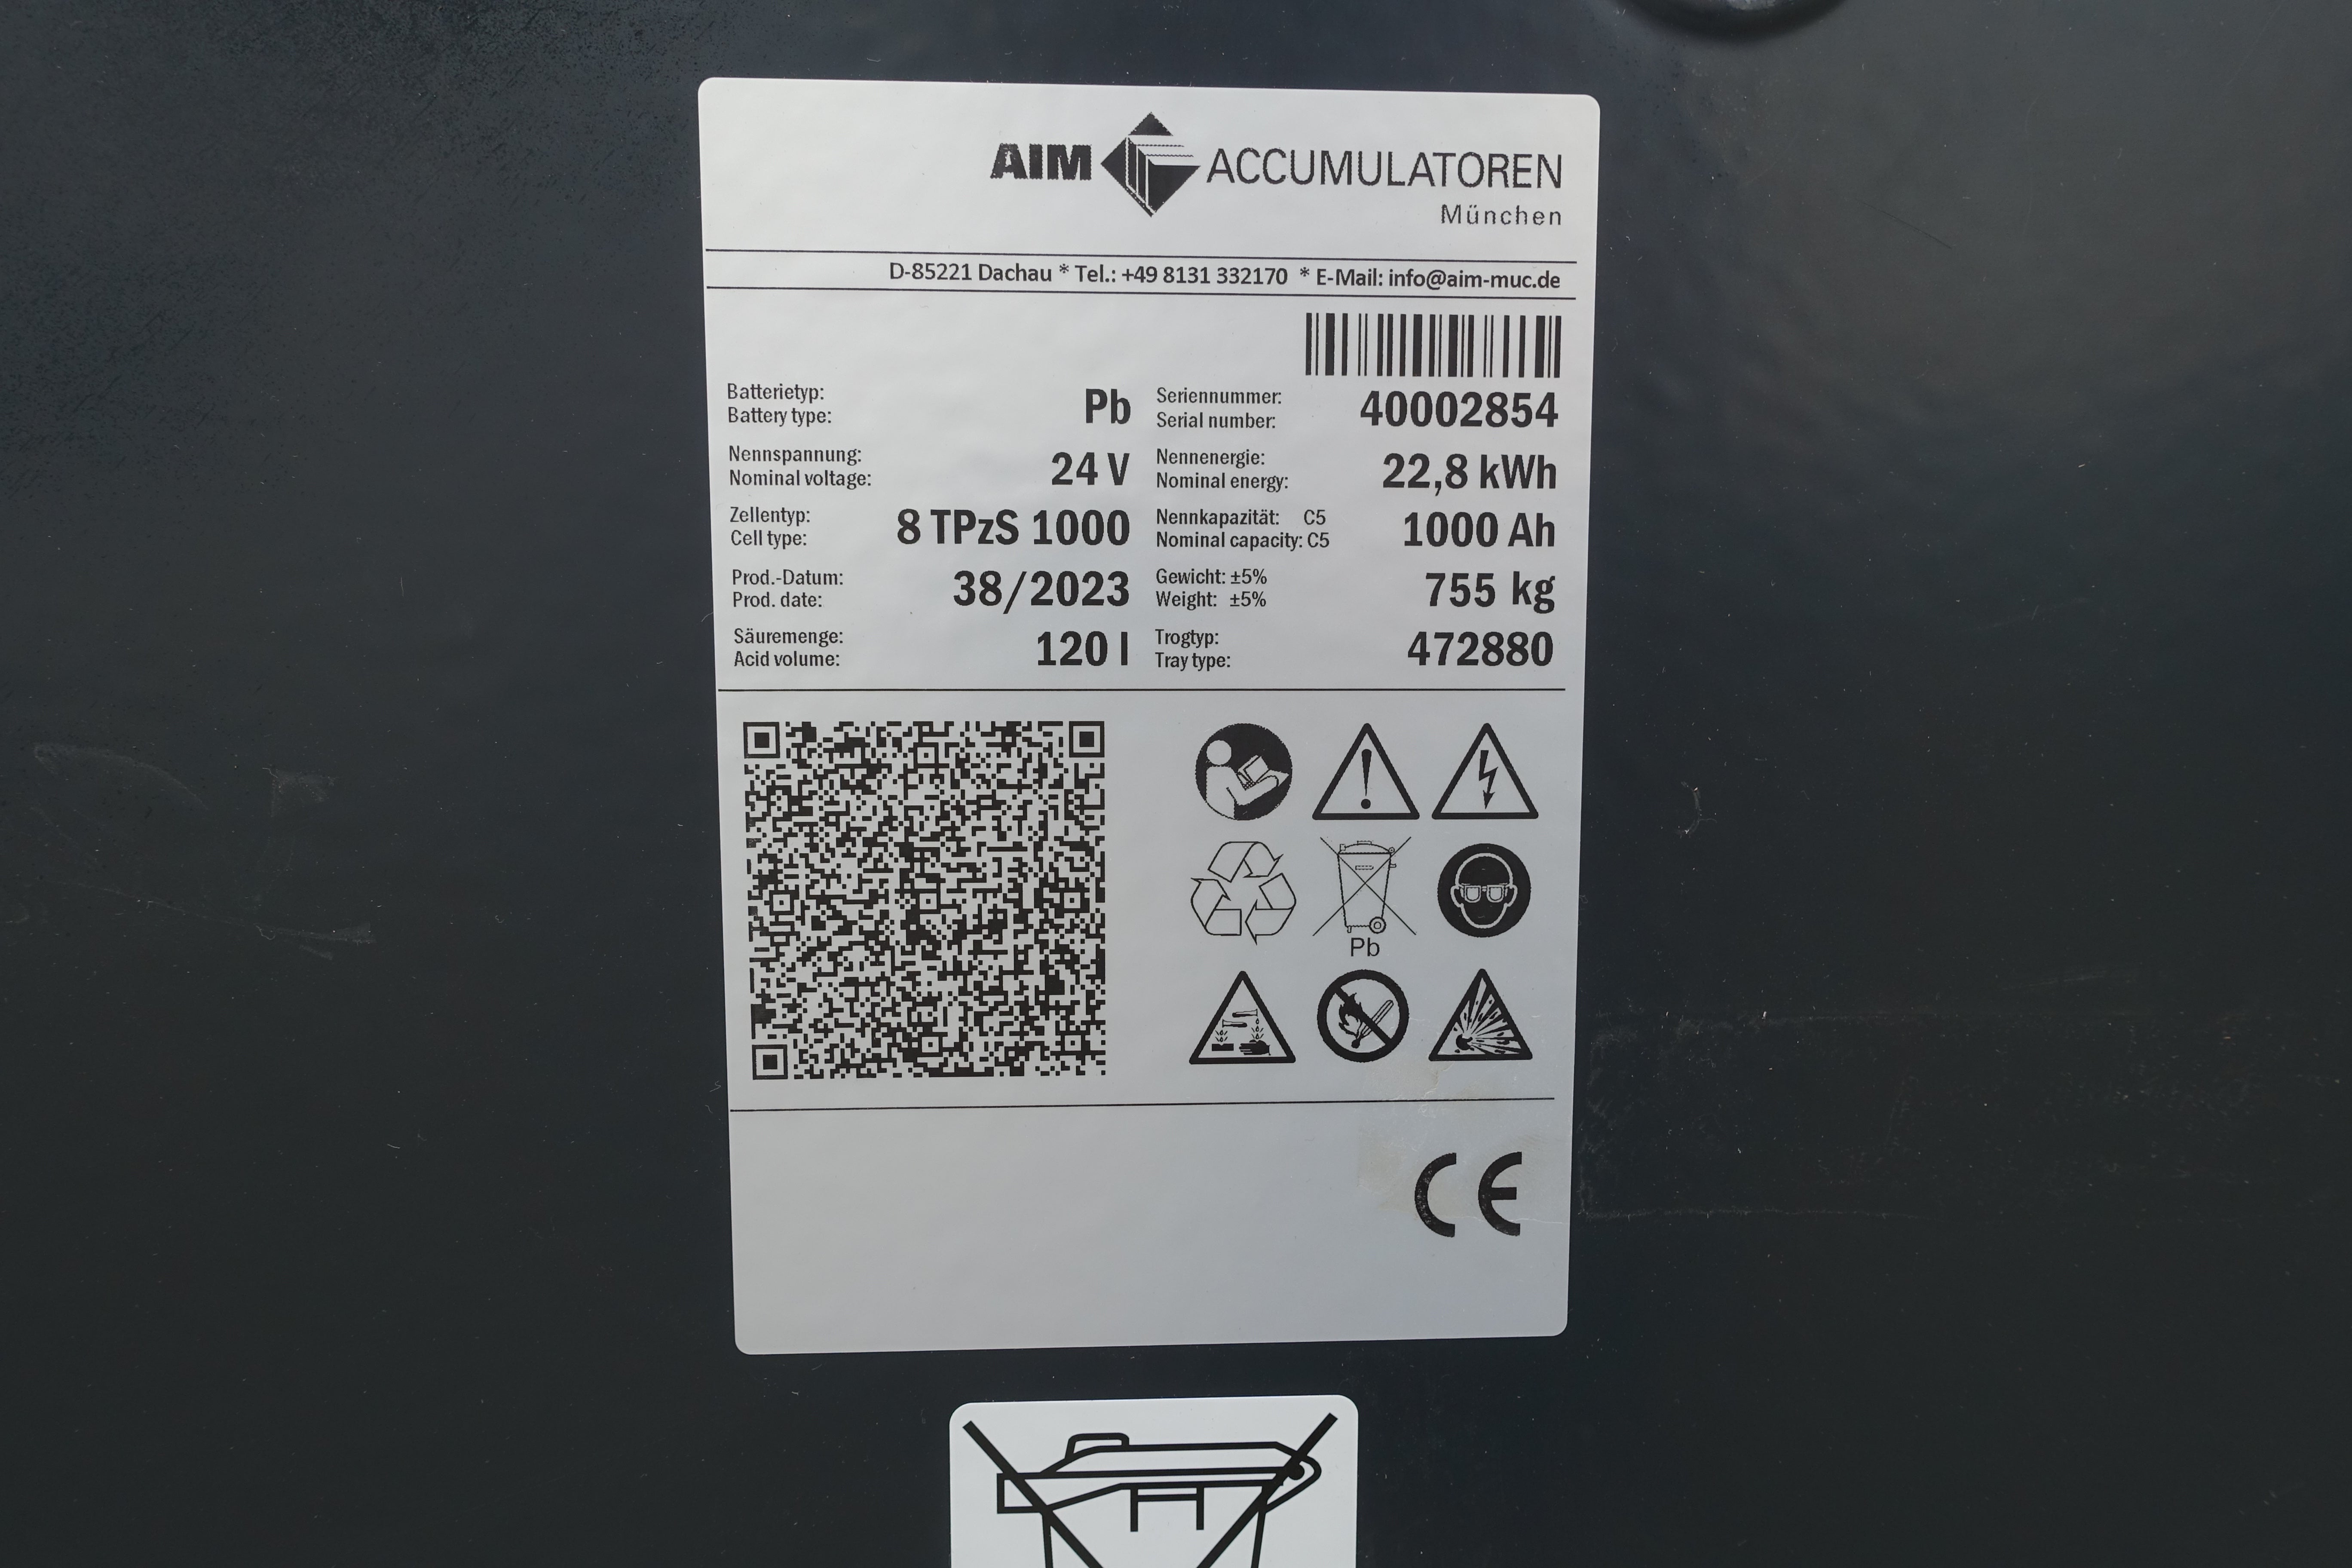 AIM ACCUMULATOREN
München
D-85221 Dachau * Tel.: +49 8131 332170 * E-Mail: info@aim-muc.de
Batterietyp:
Battery type:
Pb
Seriennummer:
Serial number:
40002854
Nennspannung:
Nominal voltage:
24 V
Nennenergie:
Nominal energy:
22,8 kWh
Zellentyp:
Cell type:
8 TPzS 1000
Nennkapazität: C5
Nominal capacity: C5
1000 Ah
Prod.-Datum:
Prod. date:
38/2023
Gewicht: ±5%
Weight: ±5%
755 kg
Säuremenge:
Acid volume:
120 l
Trogtyp:
Tray type:
472880
Pb
CE